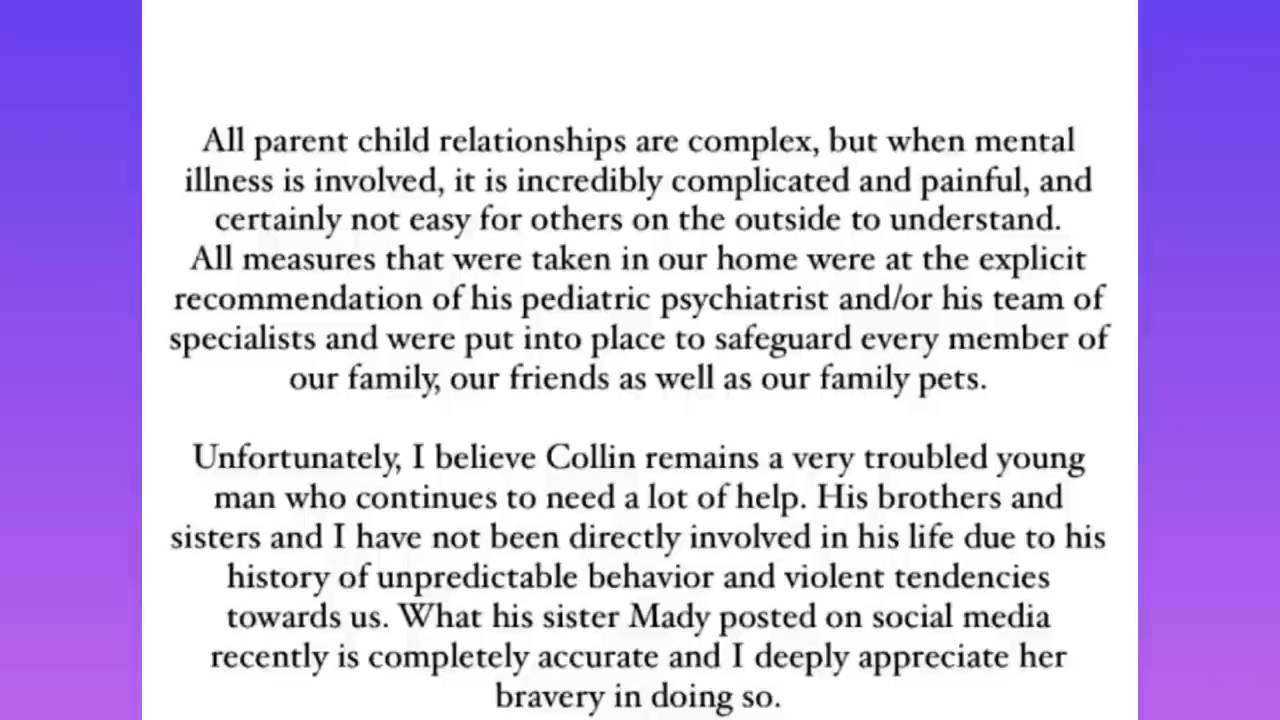 All parent child relationships are complex, but when mental
illness is involved, it is incredibly complicated and painful, and
certainly not easy for others on the outside to understand.
All measures that were taken in our home were at the explicit
recommendation of his pediatric psychiatrist and/or his team of
specialists and were put into place to safeguard every member of
our family, our friends as well as our family pets.
Unfortunately, I believe Collin remains a very troubled young
man who continues to need a lot of help. His brothers and
sisters and I have not been directly involved in his life due to his
history of unpredictable behavior and violent tendencies
towards us. What his sister Mady posted on social media
recently is completely accurate and I deeply appreciate her
bravery in doing so.